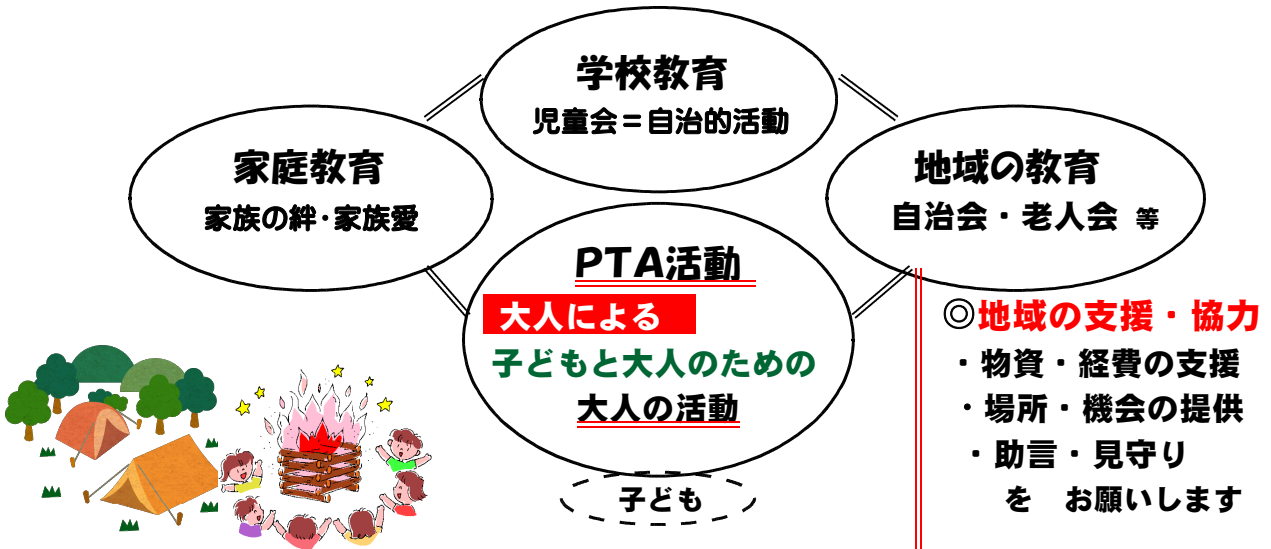 学校教育
児童会＝自治的活動
家庭教育
家族の絆・家族愛
地域の教育
自治会・老人会 等
PTA活動
大人による
子どもと大人のための
大人の活動
子ども
◎地域の支援・協力
・物資・経費の支援
・場所・機会の提供
・助言・見守り
を　お願いします